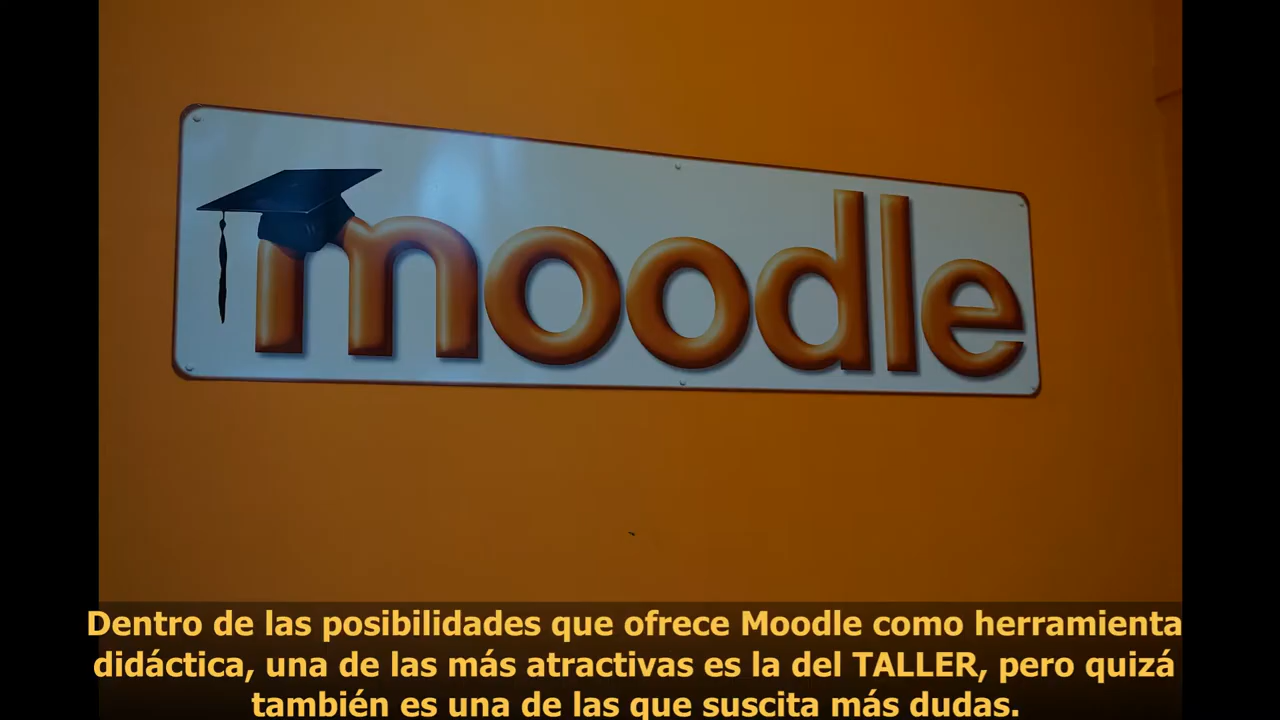 moodle
Dentro de las posibilidades que ofrece Moodle como herramienta
didáctica, una de las más atractivas es la del TALLER, pero quizá
también es una de las que suscita más dudas.